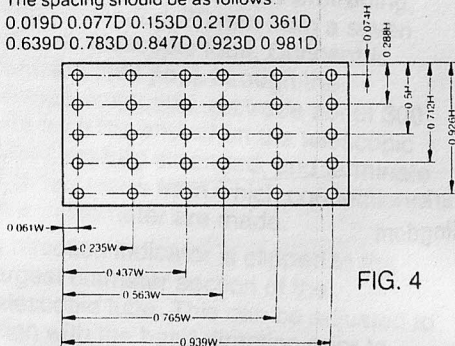 The spacing should be as follows
0.019D 0.077D 0.153D 0.217D 0 361D
0.639D 0.783D 0.847D 0.923D 0 981D
0.074H
0.288H
0.5H
0.712H
0.926H
0 061W
0.235W
0.437W
0 563W
0.765W
0.939W
FIG. 4